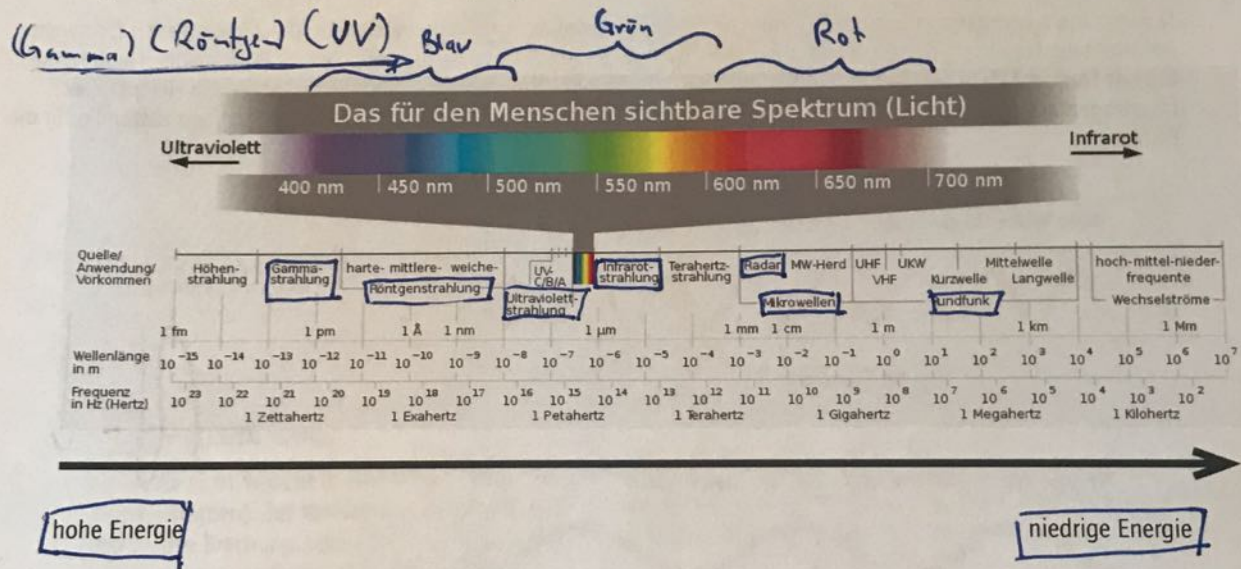 (Gamma) (Röntgen) (UV) Blau Grün Rot
Das für den Menschen sichtbare Spektrum (Licht)
Ultraviolett Infrarot
400 nm 450 nm 500 nm 550 nm 600 nm 650 nm 700 nm
Quelle/
Anwendung/
Vorkommen
Höhen-
strahlung
Gamma-
strahlung
harte- mittlere- weiche-
Röntgenstrahlung
UV-
C/B/A
Ultraviolett-
strahlung
Infrarot-
strahlung
Terahertz-
strahlung
Radar MW-Herd
Mikrowellen
UHF UKW
VHF
Mittelwelle
Kurzwelle Langwelle
Rundfunk
hoch-mittel-nieder-
frequente
Wechselströme
1 fm 1 pm 1 Å 1 nm 1 µm 1 mm 1 cm 1 m 1 km 1 Mm
Wellenlänge
in m
10⁻¹⁵ 10⁻¹⁴ 10⁻¹³ 10⁻¹² 10⁻¹¹ 10⁻¹⁰ 10⁻⁹ 10⁻⁸ 10⁻⁷ 10⁻⁶ 10⁻⁵ 10⁻⁴ 10⁻³ 10⁻² 10⁻¹ 10⁰ 10¹ 10² 10³ 10⁴ 10⁵ 10⁶ 10⁷
Frequenz
in Hz (Hertz)
10²³ 10²² 10²¹ 10²⁰ 10¹⁹ 10¹⁸ 10¹⁷ 10¹⁶ 10¹⁵ 10¹⁴ 10¹³ 10¹² 10¹¹ 10¹⁰ 10⁹ 10⁸ 10⁷ 10⁶ 10⁵ 10⁴ 10³ 10²
1 Zettahertz 1 Exahertz 1 Petahertz 1 Terahertz 1 Gigahertz 1 Megahertz 1 Kilohertz
hohe Energie niedrige Energie